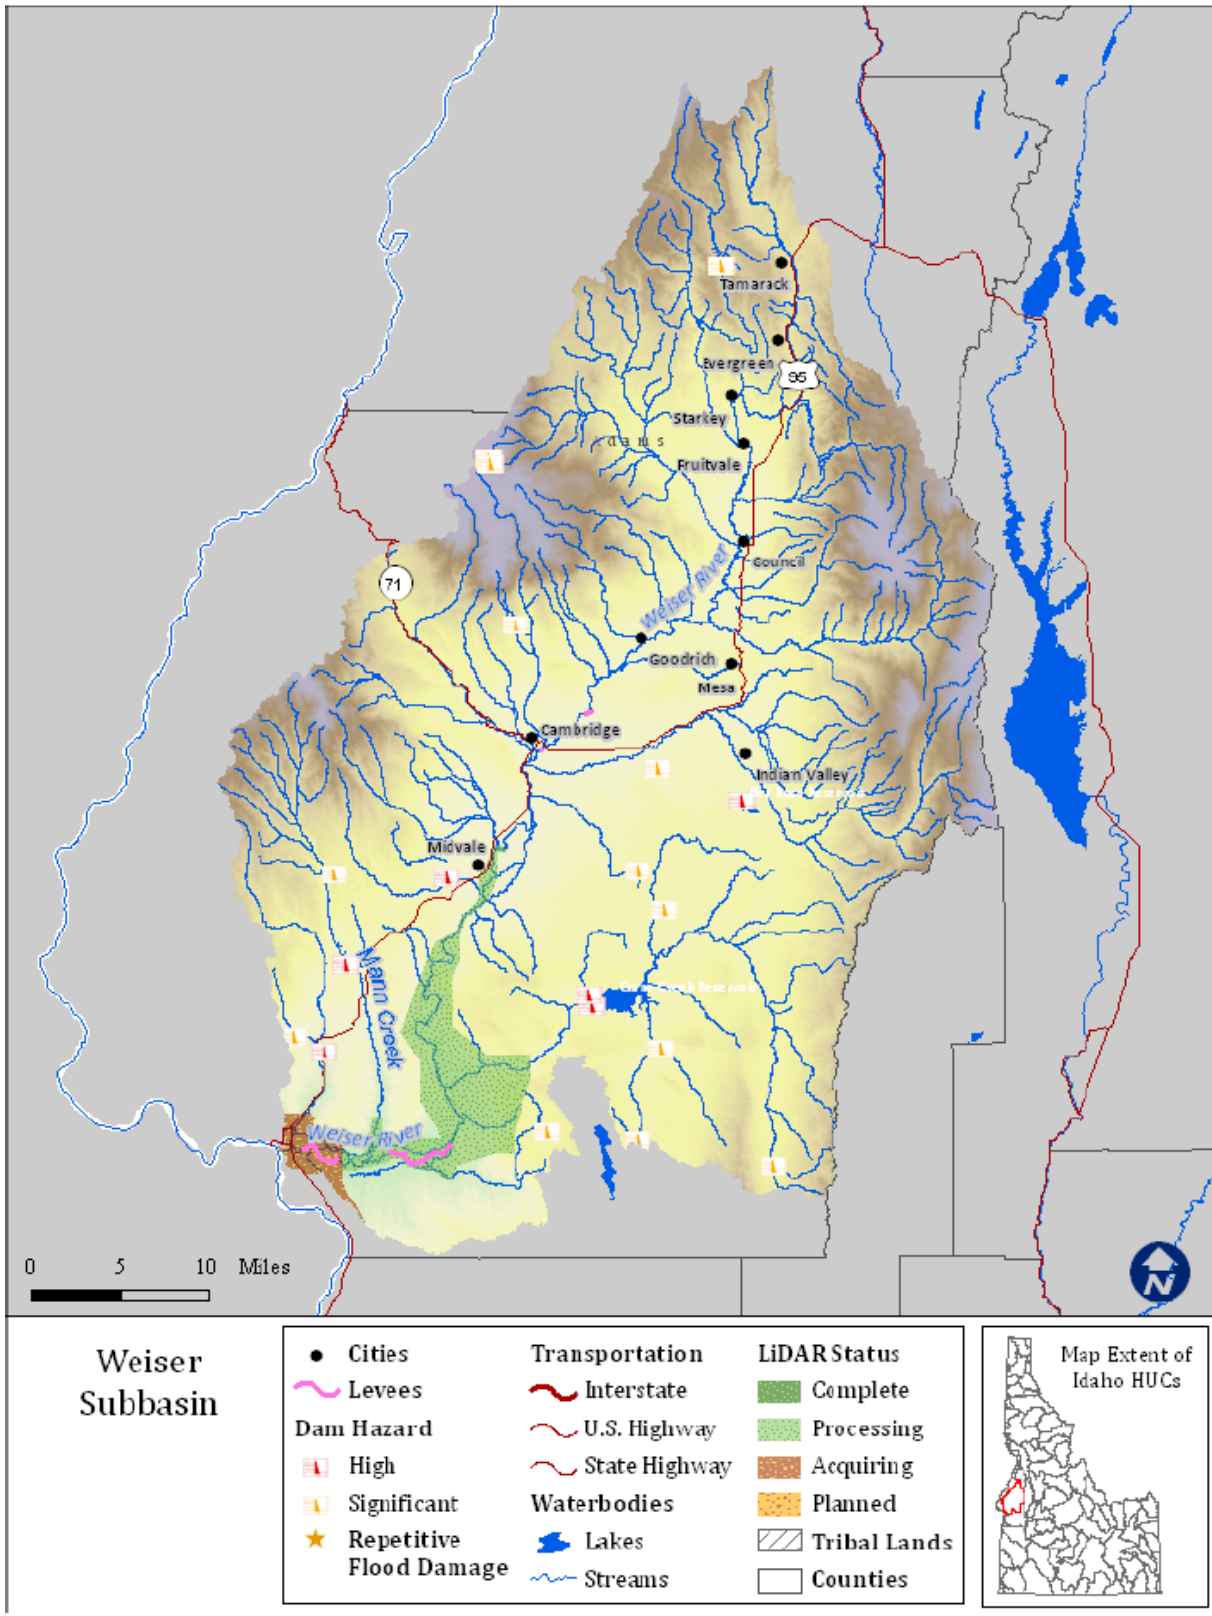 Tamarack
Evergreen
95
Starkey
Adams
Fruitvale
Council
Weiser River
71
Goodrich
Mesa
Cambridge
Indian Valley
Midvale
Mann Creek
Reservoir
Weiser River
0 5 10 Miles
N
Weiser
Subbasin
Cities
Levees
Dam Hazard
High
Significant
Repetitive
Flood Damage
Transportation
Interstate
U.S. Highway
State Highway
Waterbodies
Lakes
Streams
LiDAR Status
Complete
Processing
Acquiring
Planned
Tribal Lands
Counties
Map Extent of
Idaho HUCs